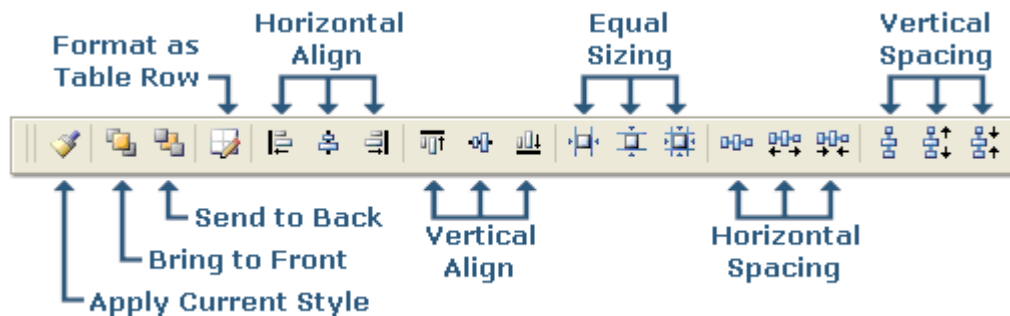 Format as
Table Row
Horizontal
Align
Equal
Sizing
Vertical
Spacing
Send to Back
Bring to Front
Apply Current Style
Vertical
Align
Horizontal
Spacing